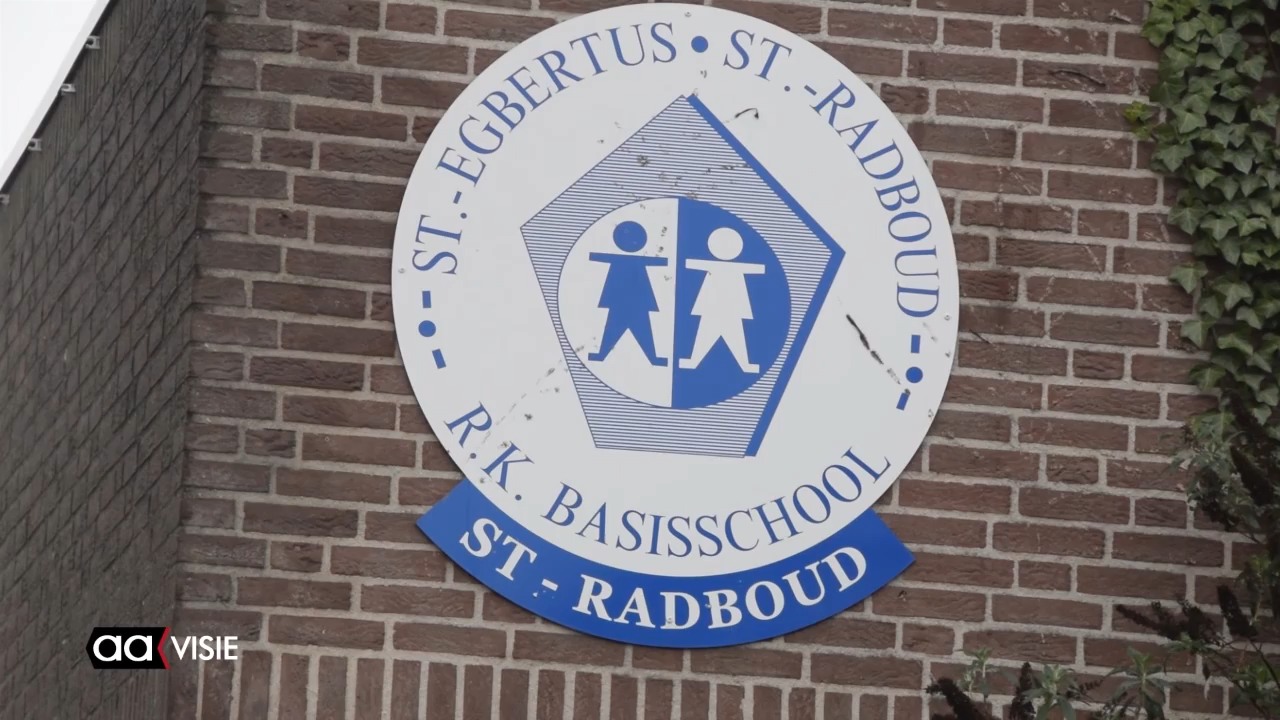 ST.-EGBERTUS • ST.-RADBOUD
R.K. BASISSCHOOL
ST-RADBOUD
aa VISIE